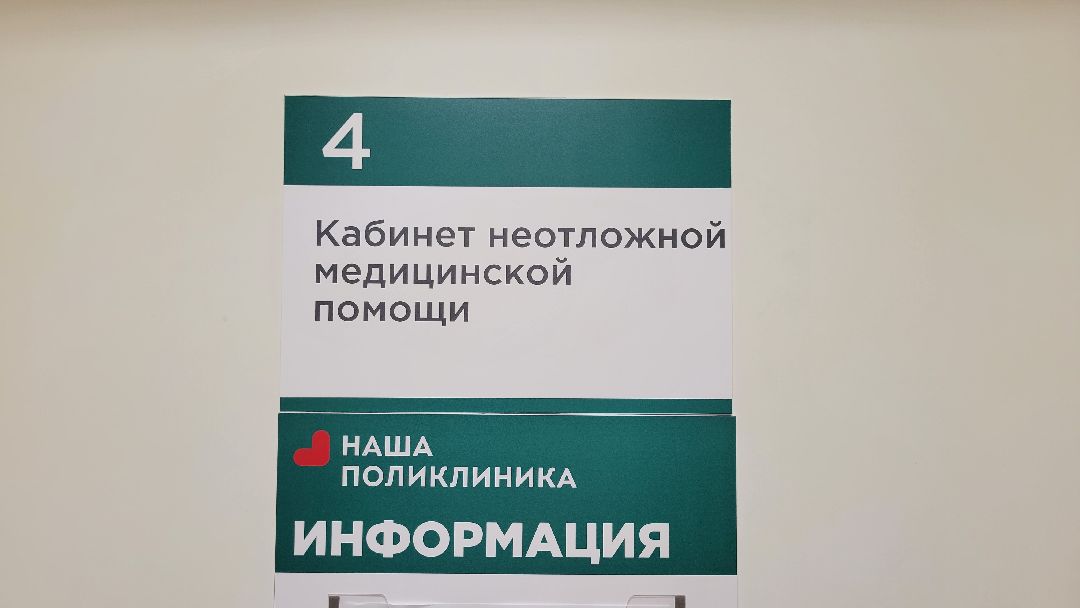 4
Кабинет неотложной
медицинской
помощи
НАША
ПОЛИКЛИНИКА
ИНФОРМАЦИЯ